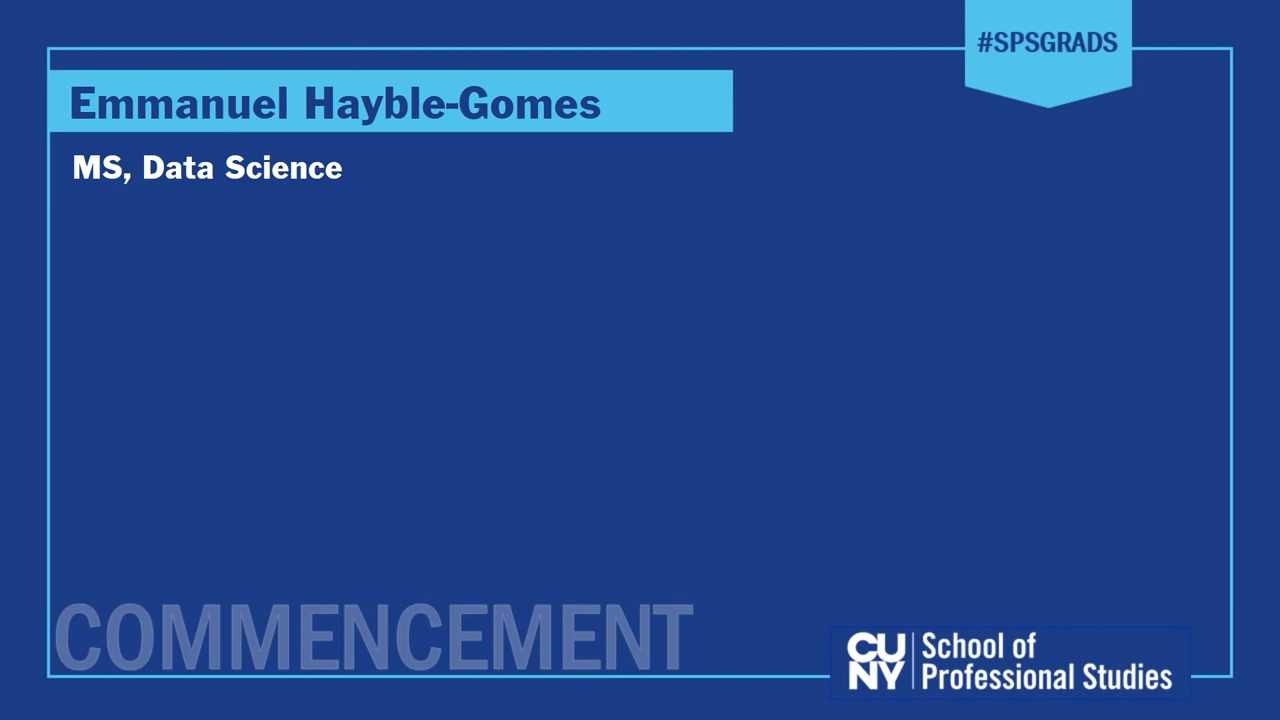 #SPSGRADS
Emmanuel Hayble-Gomes
MS, Data Science
COMMENCEMENT
CUNY
School of
Professional Studies